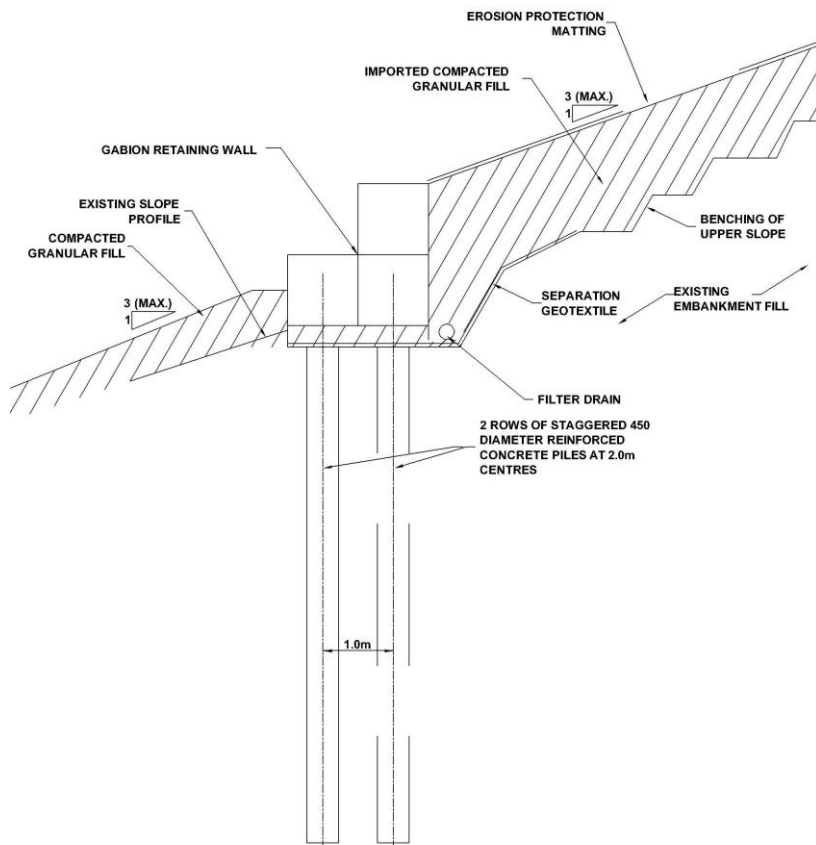 EROSION PROTECTION
MATTING
IMPORTED COMPACTED
GRANULAR FILL
3 (MAX.)
1
GABION RETAINING WALL
EXISTING SLOPE
PROFILE
COMPACTED
GRANULAR FILL
BENCHING OF
UPPER SLOPE
3 (MAX.)
1
SEPARATION
GEOTEXTILE
EXISTING
EMBANKMENT FILL
FILTER DRAIN
2 ROWS OF STAGGERED 450
DIAMETER REINFORCED
CONCRETE PILES AT 2.0m
CENTRES
1.0m